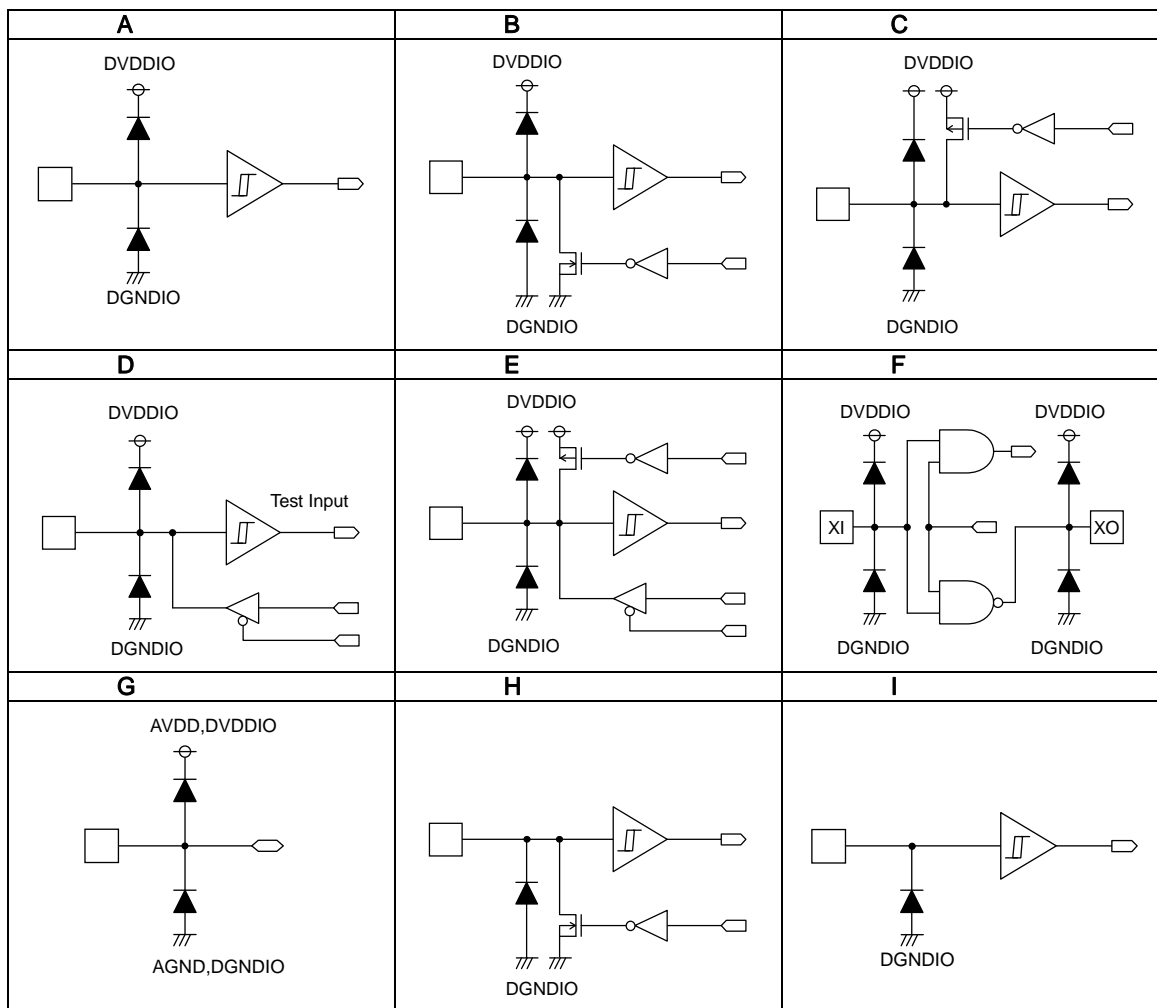 A B C
DVDDIO
DGNDIO
DVDDIO
DGNDIO
DVDDIO
DGNDIO
D E F
DVDDIO
Test Input
DGNDIO
DVDDIO
DGNDIO
DVDDIO DVDDIO
XI XO
DGNDIO DGNDIO
G H I
AVDD,DVDDIO
AGND,DGNDIO
DGNDIO
DGNDIO